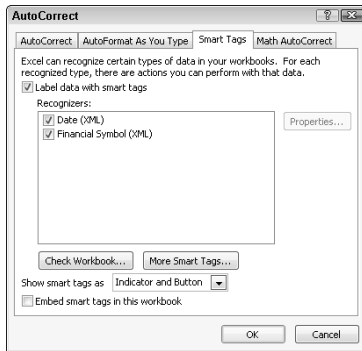 AutoCorrect
AutoCorrect AutoFormat As You Type Smart Tags Math AutoCorrect
Excel can recognize certain types of data in your workbooks. For each
recognized type, there are actions you can perform with that data.
Label data with smart tags
Recognizers:
Date (XML)
Financial Symbol (XML)
Properties...
Check Workbook... More Smart Tags...
Show smart tags as Indicator and Button
Embed smart tags in this workbook
OK Cancel